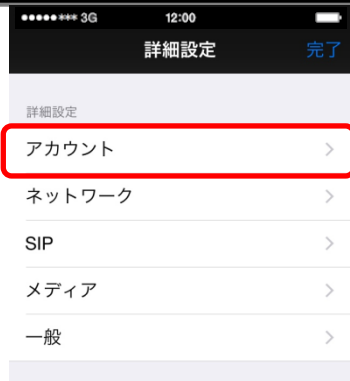 ●●●●●*** 3G 12:00
詳細設定 完了
詳細設定
アカウント
ネットワーク
SIP
メディア
一般